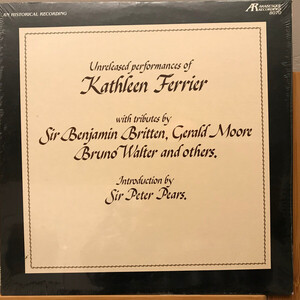 AN HISTORICAL RECORDING
Unreleased performances of
Kathleen Ferrier
with tributes by
Sir Benjamin Britten, Gerald Moore
Bruno Walter and others.
Introduction by
Sir Peter Pears.